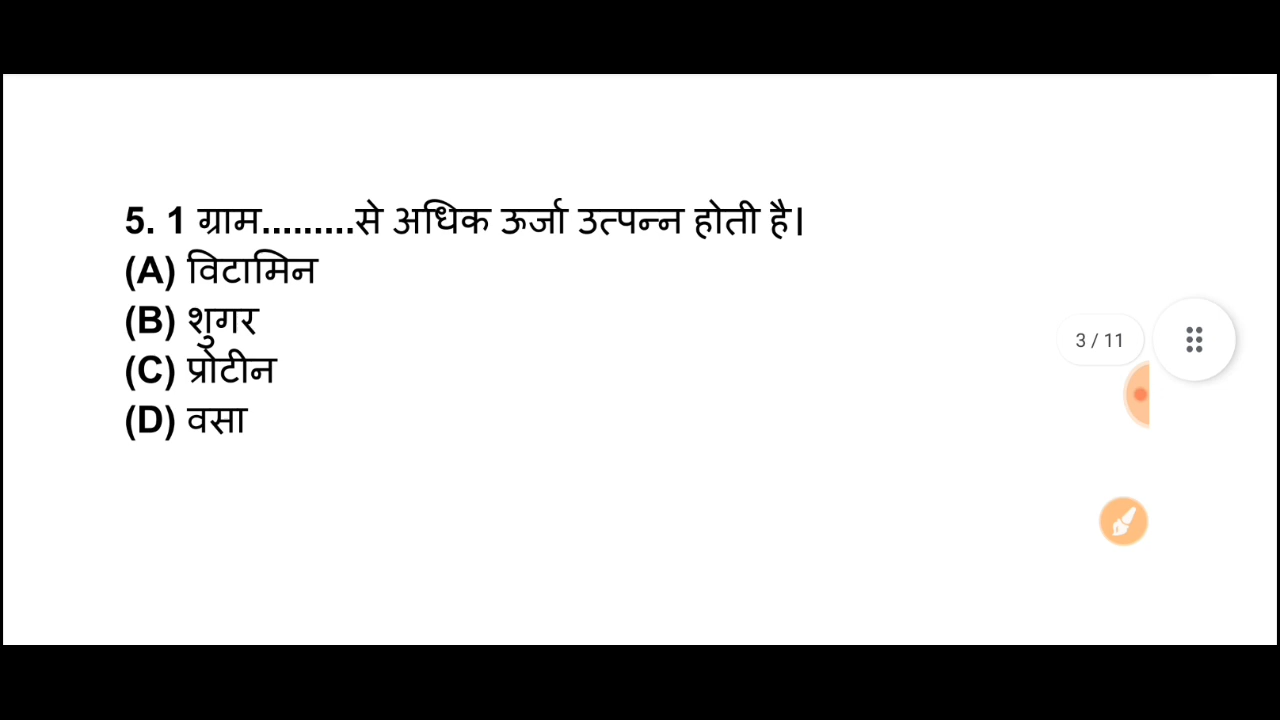 5. 1 ग्राम.........से अधिक ऊर्जा उत्पन्न होती है।
(A) विटामिन
(B) शुगर
(C) प्रोटीन
(D) वसा
3 / 11